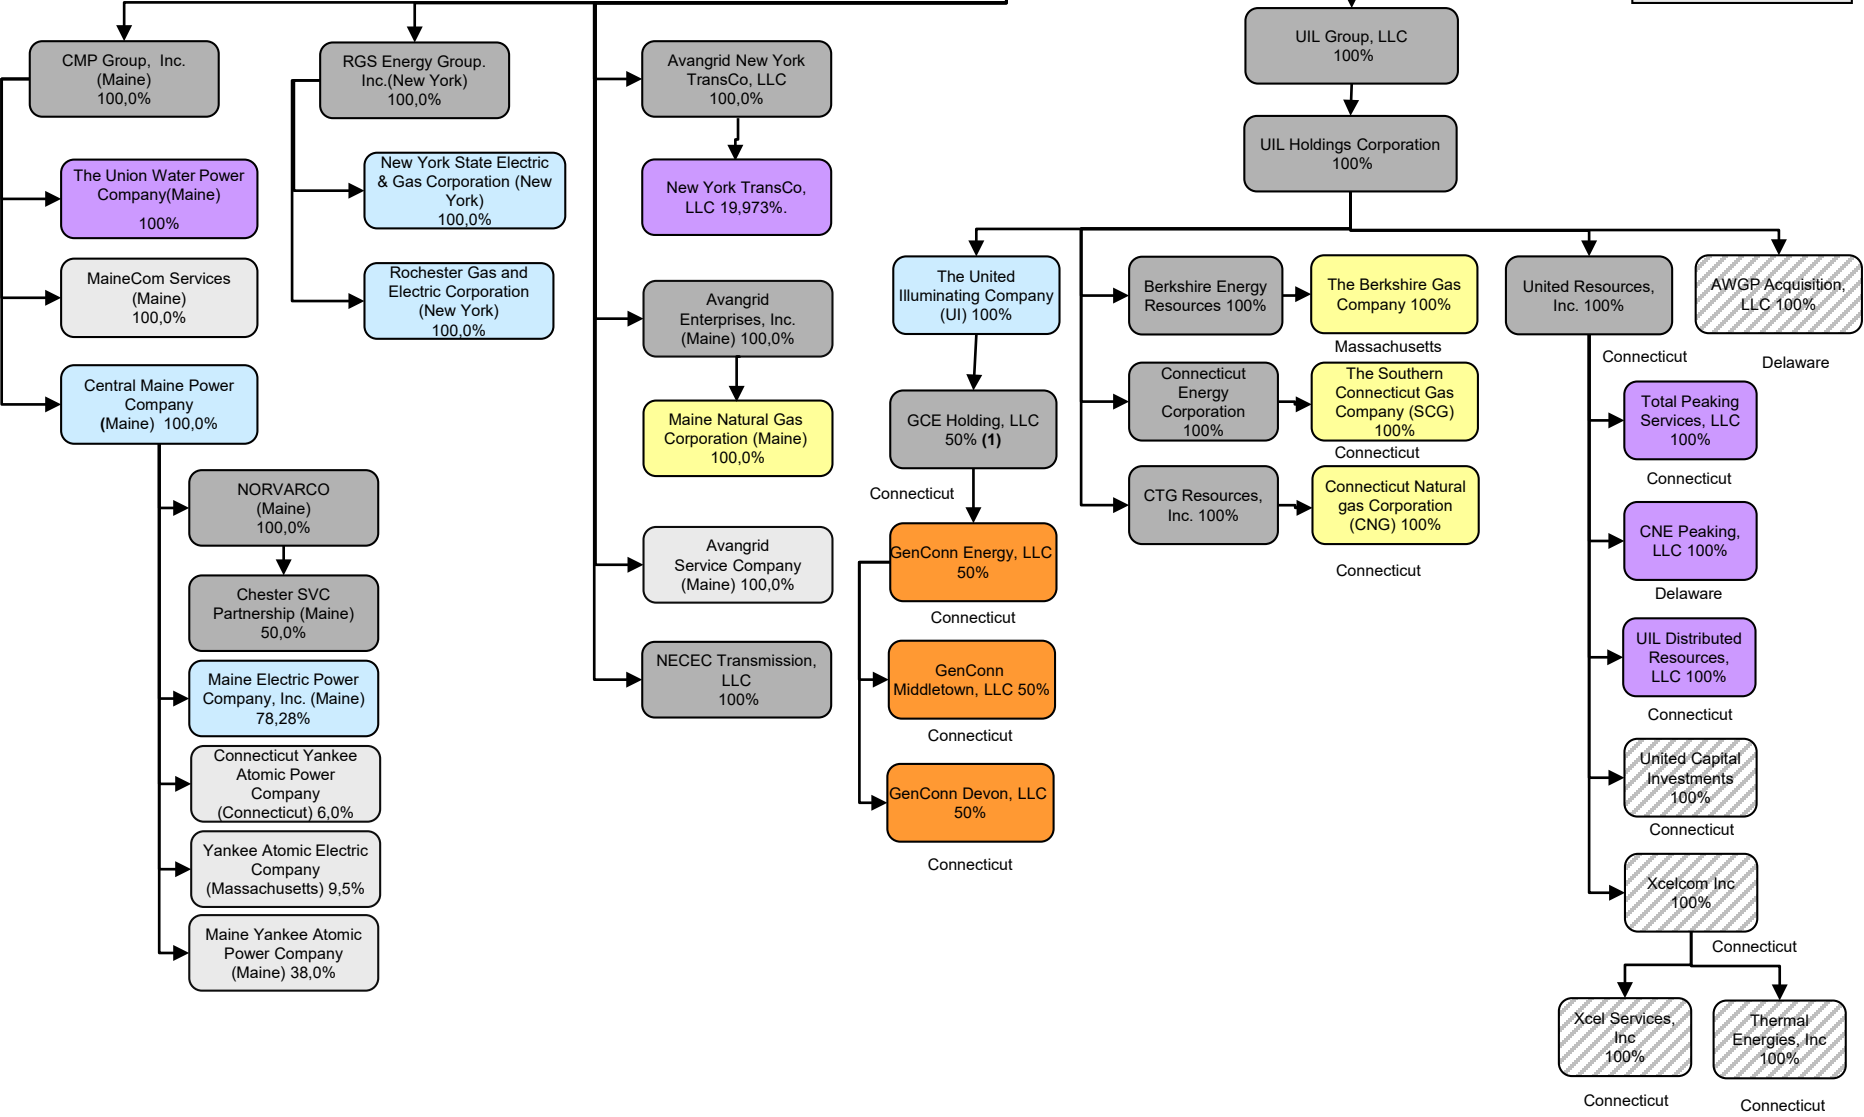 CMP Group, Inc.
(Maine)
100,0%
The Union Water Power
Company(Maine)
100%
MaineCom Services
(Maine)
100,0%
Central Maine Power
Company
(Maine) 100,0%
NORVARCO
(Maine)
100,0%
Chester SVC
Partnership (Maine)
50,0%
Maine Electric Power
Company, Inc. (Maine)
78,28%
Connecticut Yankee
Atomic Power
Company
(Connecticut) 6,0%
Yankee Atomic Electric
Company
(Massachusetts) 9,5%
Maine Yankee Atomic
Power Company
(Maine) 38,0%
RGS Energy Group.
Inc.(New York)
100,0%
New York State Electric
& Gas Corporation (New
York)
100,0%
Rochester Gas and
Electric Corporation
(New York)
100,0%
Avangrid New York
TransCo, LLC
100,0%
New York TransCo,
LLC 19,973%.
Avangrid
Enterprises, Inc.
(Maine) 100,0%
Maine Natural Gas
Corporation (Maine)
100,0%
Avangrid
Service Company
(Maine) 100,0%
NECEC Transmission,
LLC
100%
UIL Group, LLC
100%
UIL Holdings Corporation
100%
The United
Illuminating Company
(UI) 100%
GCE Holding, LLC
50% (1)
Connecticut
GenConn Energy, LLC
50%
Connecticut
GenConn
Middletown, LLC 50%
Connecticut
GenConn Devon, LLC
50%
Connecticut
Berkshire Energy
Resources 100%
The Berkshire Gas
Company 100%
Massachusetts
Connecticut
Energy
Corporation
100%
The Southern
Connecticut Gas
Company (SCG)
100%
Connecticut
CTG Resources,
Inc. 100%
Connecticut Natural
gas Corporation
(CNG) 100%
Connecticut
United Resources,
Inc. 100%
Connecticut
AWGP Acquisition,
LLC 100%
Delaware
Total Peaking
Services, LLC
100%
Connecticut
CNE Peaking,
LLC 100%
Delaware
UIL Distributed
Resources,
LLC 100%
Connecticut
United Capital
Investments
100%
Connecticut
Xcelcom Inc
100%
Connecticut
Xcel Services,
Inc
100%
Connecticut
Thermal
Energies, Inc
100%
Connecticut